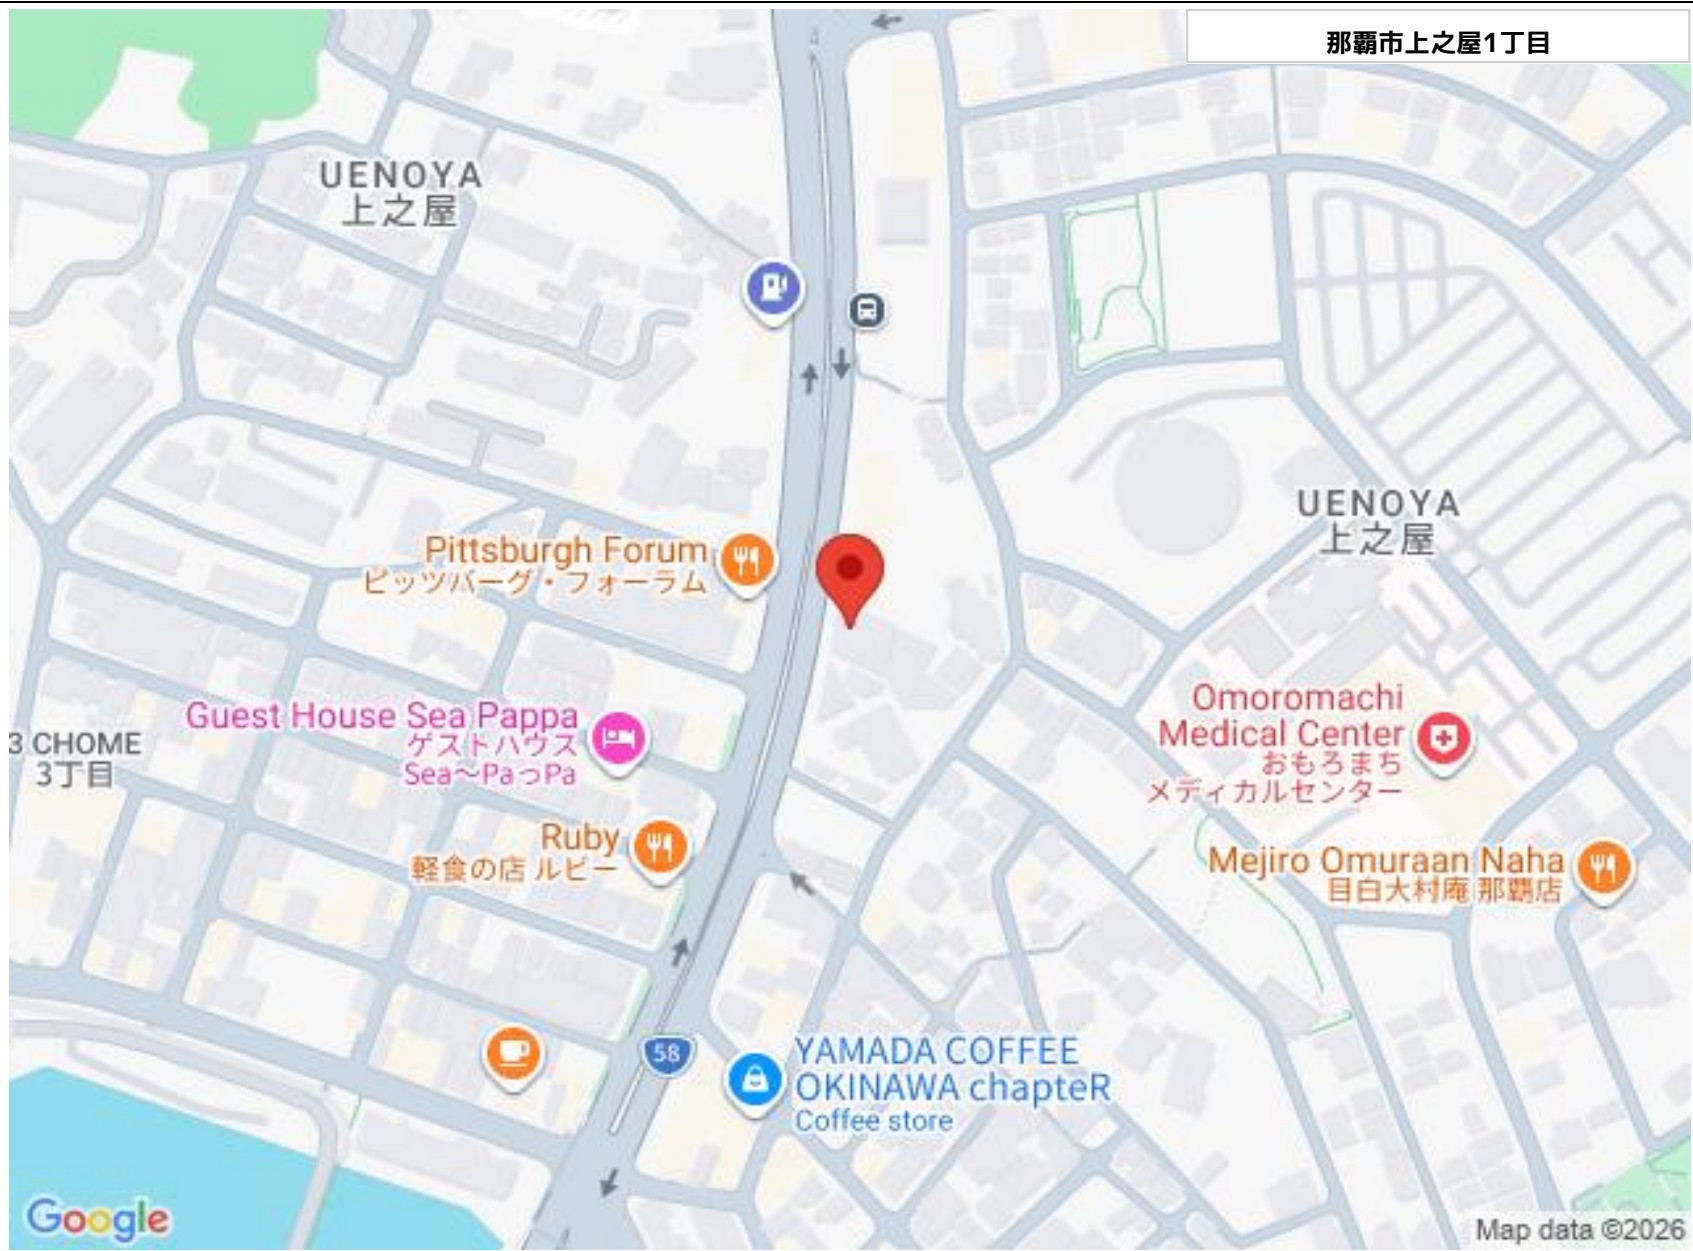 那覇市上之屋1丁目
UENOYA
上之屋
UENOYA
上之屋
Pittsburgh Forum
ピッツバーグ・フォーラム
Guest House Sea Pappa
ゲストハウス
Sea～PaっPa
3 CHOME
3丁目
Omoromachi
Medical Center
おもろまち
メディカルセンター
Ruby
軽食の店 ルビー
Mejiro Omuraan Naha
目白大村庵 那覇店
58
YAMADA COFFEE
OKINAWA chapteR
Coffee store
Google
Map data ©2026